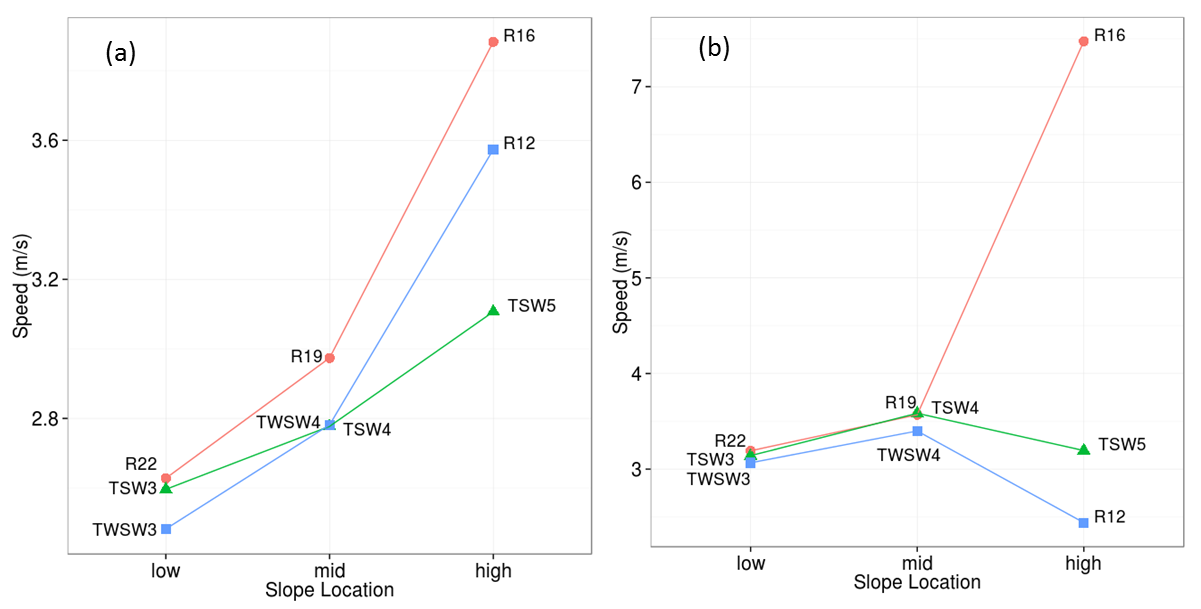 (a)
R16
R12
3.6
3.2
TSW5
R19
2.8
TWSW4
TSW4
R22
TSW3
TWSW3
Speed (m/s)
low mid high
Slope Location
(b)
R16
7
6
5
4
R19
TSW4
TWSW4
TSW5
R22
TSW3
3
TWSW3
R12
Speed (m/s)
low mid high
Slope Location